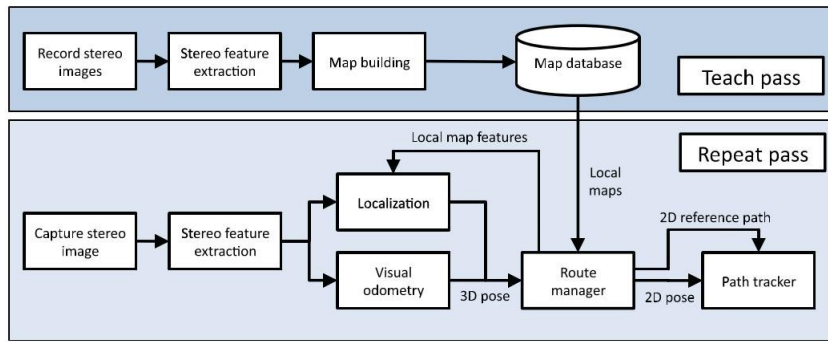 Record stereo
images
Stereo feature
extraction
Map building
Map database
Teach pass
Local map features
Repeat pass
Local
maps
Capture stereo
image
Stereo feature
extraction
Localization
Visual
odometry
3D pose
Route
manager
2D reference path
2D pose
Path tracker